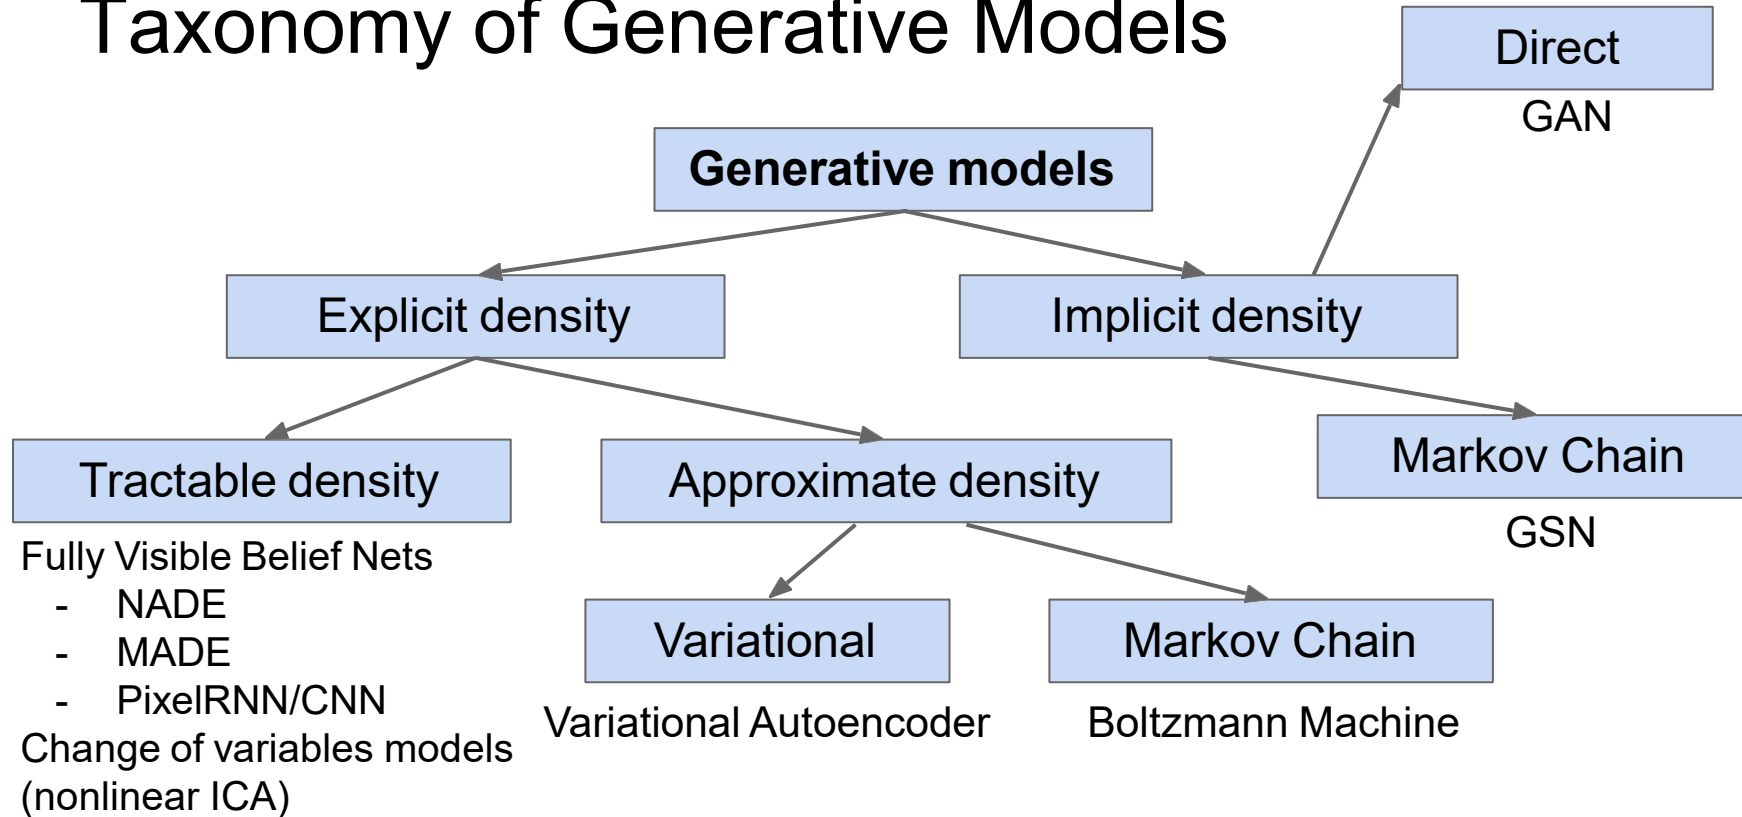 Taxonomy of Generative Models
Direct
GAN
Generative models
Explicit density
Implicit density
Tractable density
Approximate density
Markov Chain
GSN
Fully Visible Belief Nets
- NADE
- MADE
- PixelRNN/CNN
Change of variables models
(nonlinear ICA)
Variational
Markov Chain
Variational Autoencoder
Boltzmann Machine